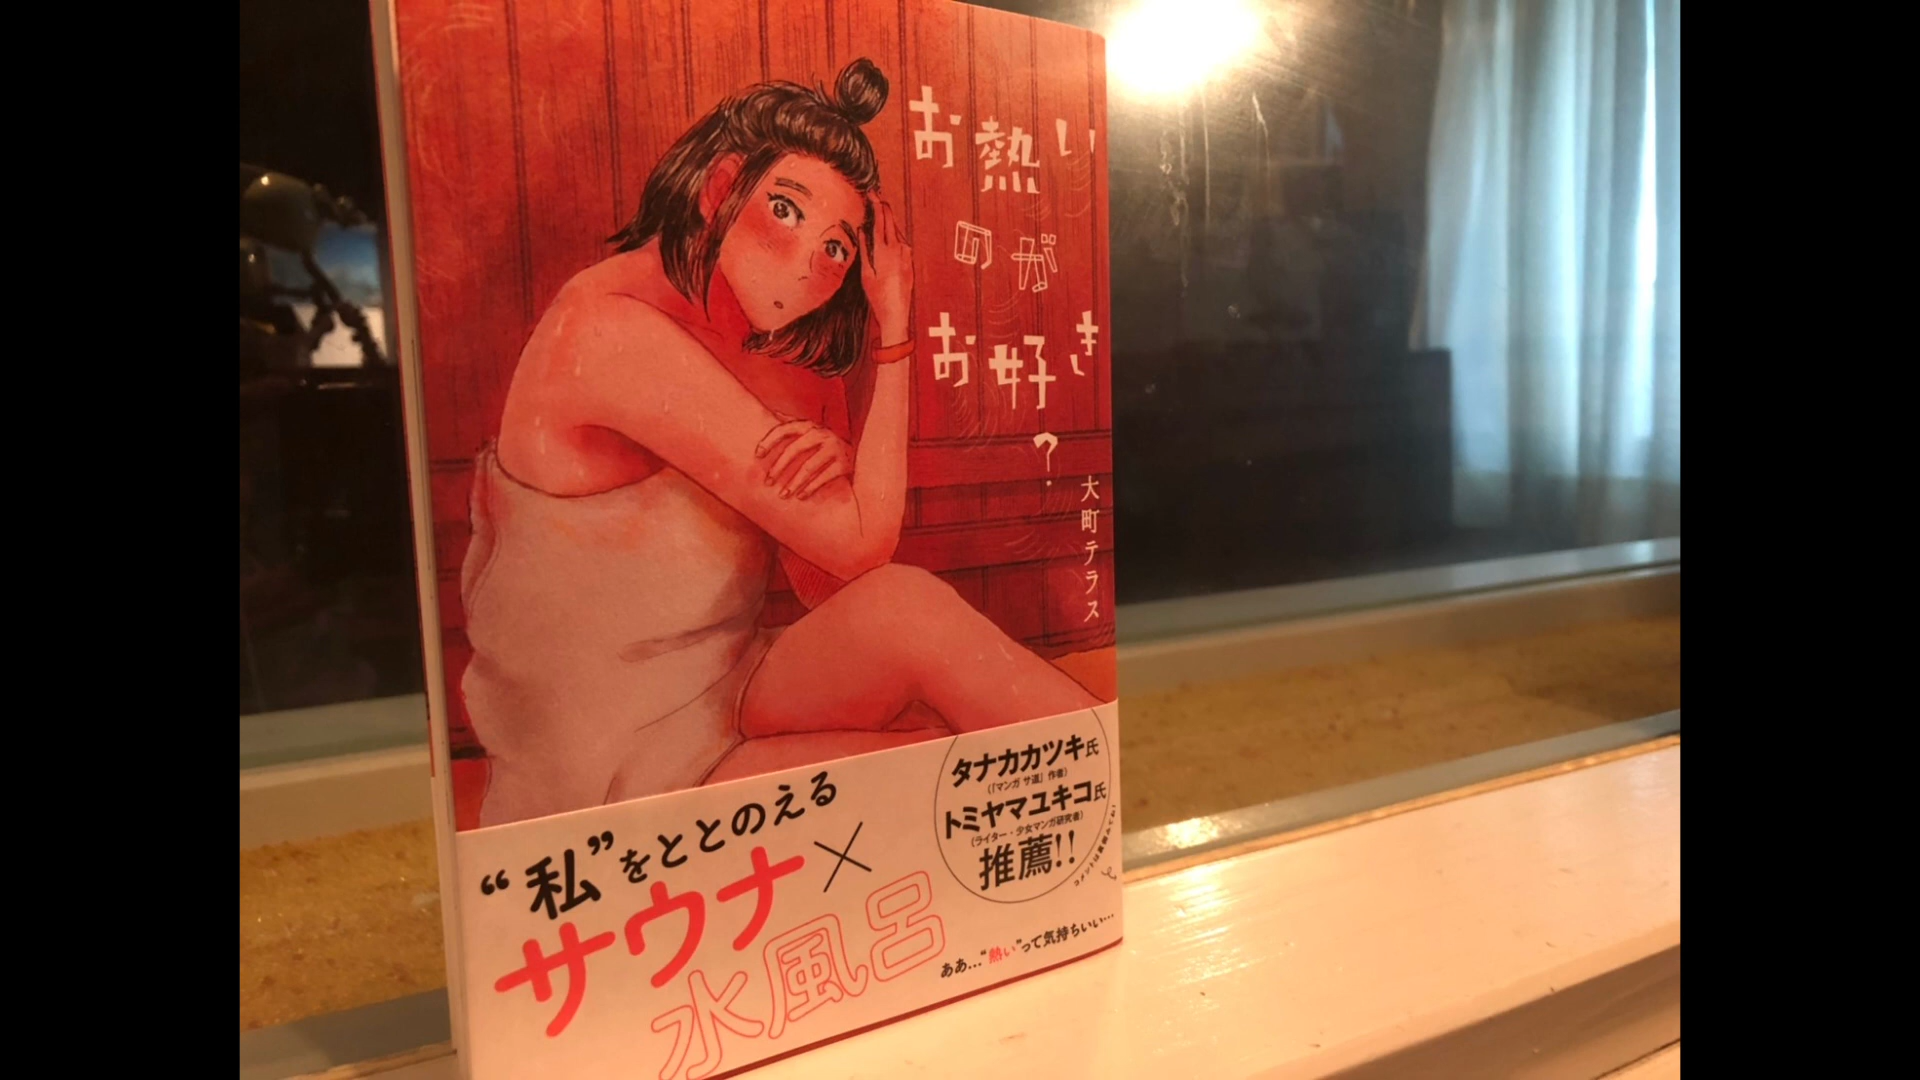 お熱い
のが
お好き
?
大町テラス
タナカカツキ氏
(『マンガ サ道』作者)
トミヤマユキコ氏
(ライター・少女マンガ研究者)
推薦!!
“私”をととのえる
サウナ×
水風呂
ああ…“熱い”って気持ちいい…